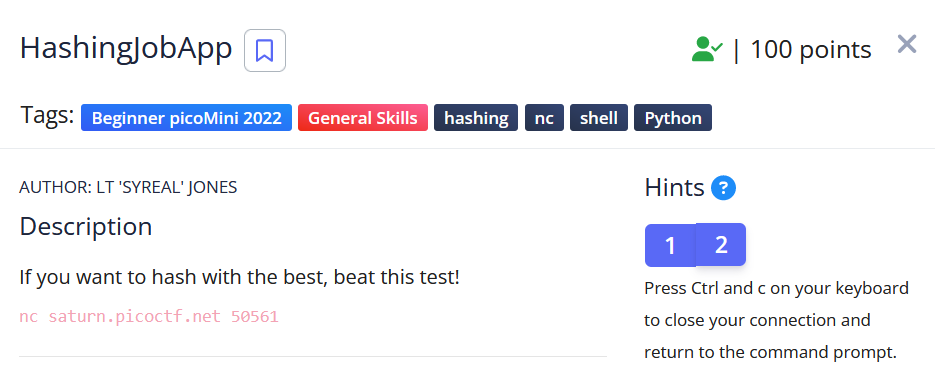 HashingJobApp | 100 points
Tags: Beginner picoMini 2022 General Skills hashing nc shell Python
AUTHOR: LT 'SYREAL' JONES
Description
If you want to hash with the best, beat this test!
nc saturn.picoctf.net 50561
Hints ?
1 2
Press Ctrl and c on your keyboard
to close your connection and
return to the command prompt.